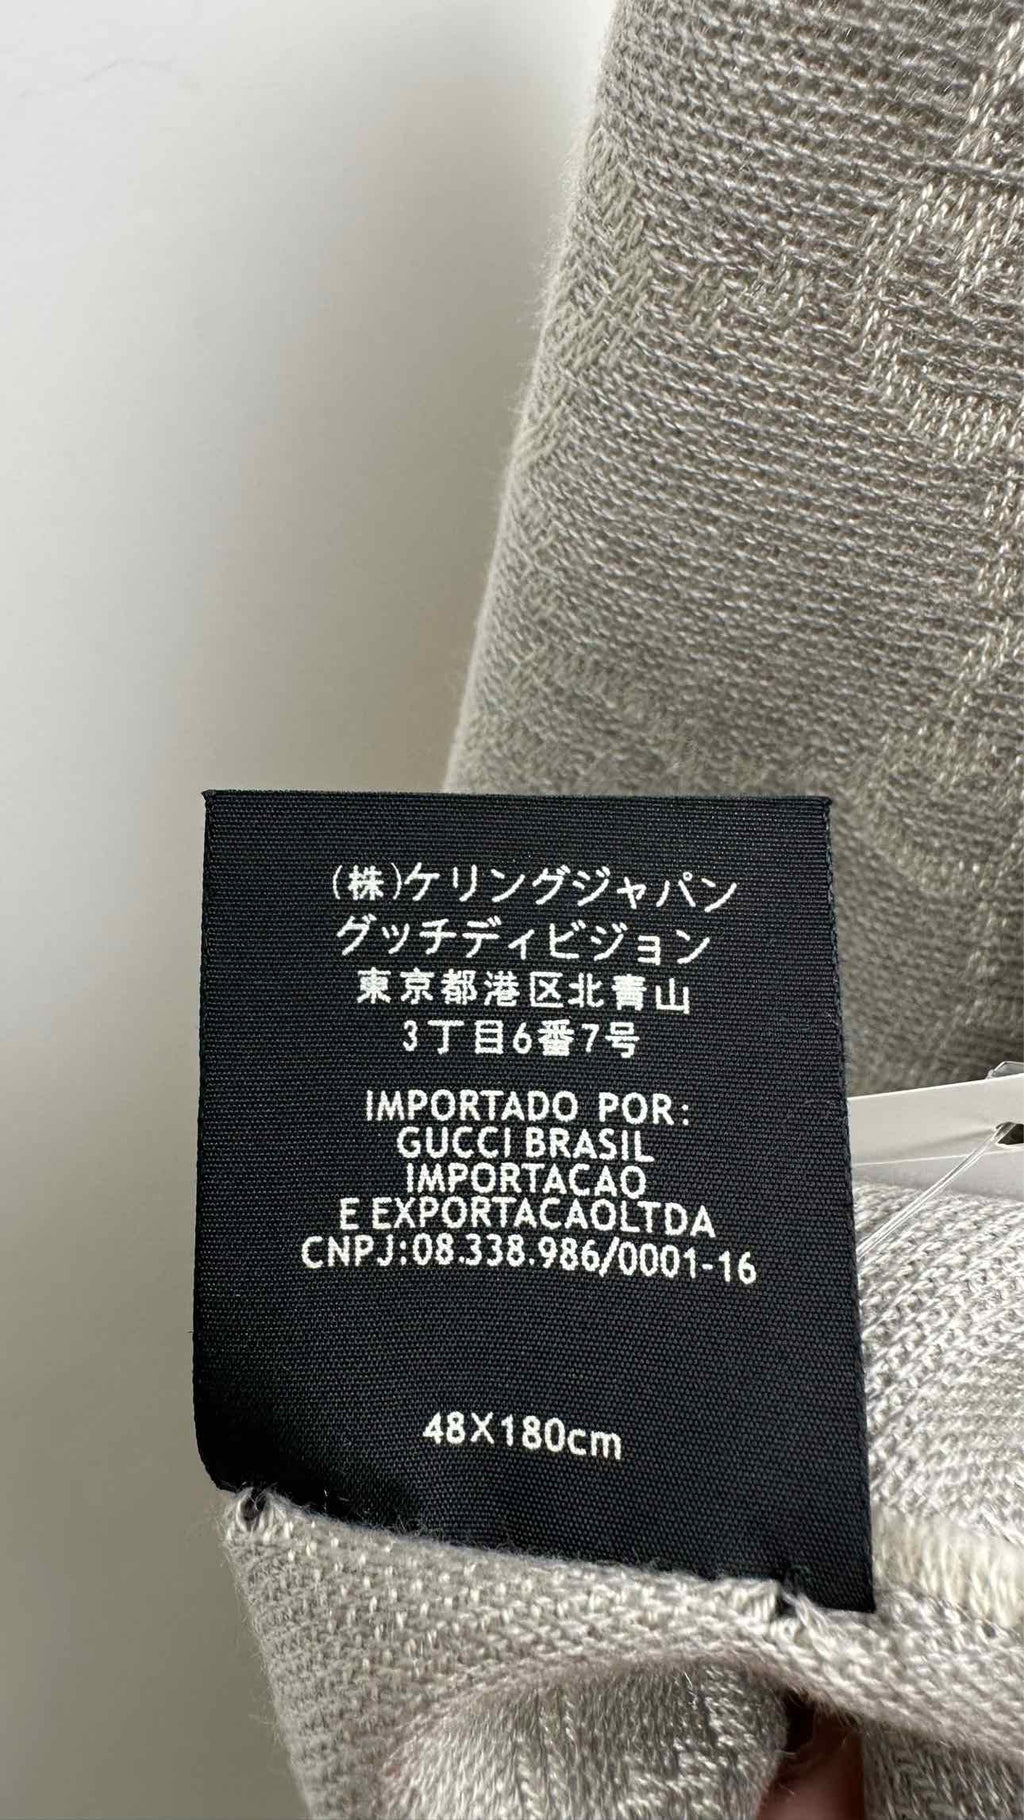 (株)ケリングジャパン
グッチディビジョン
東京都港区北青山
3丁目6番7号
IMPORTADO POR:
GUCCI BRASIL
IMPORTACAO
E EXPORTACAOLTDA
CNPJ:08.338.986/0001-16
48X180cm